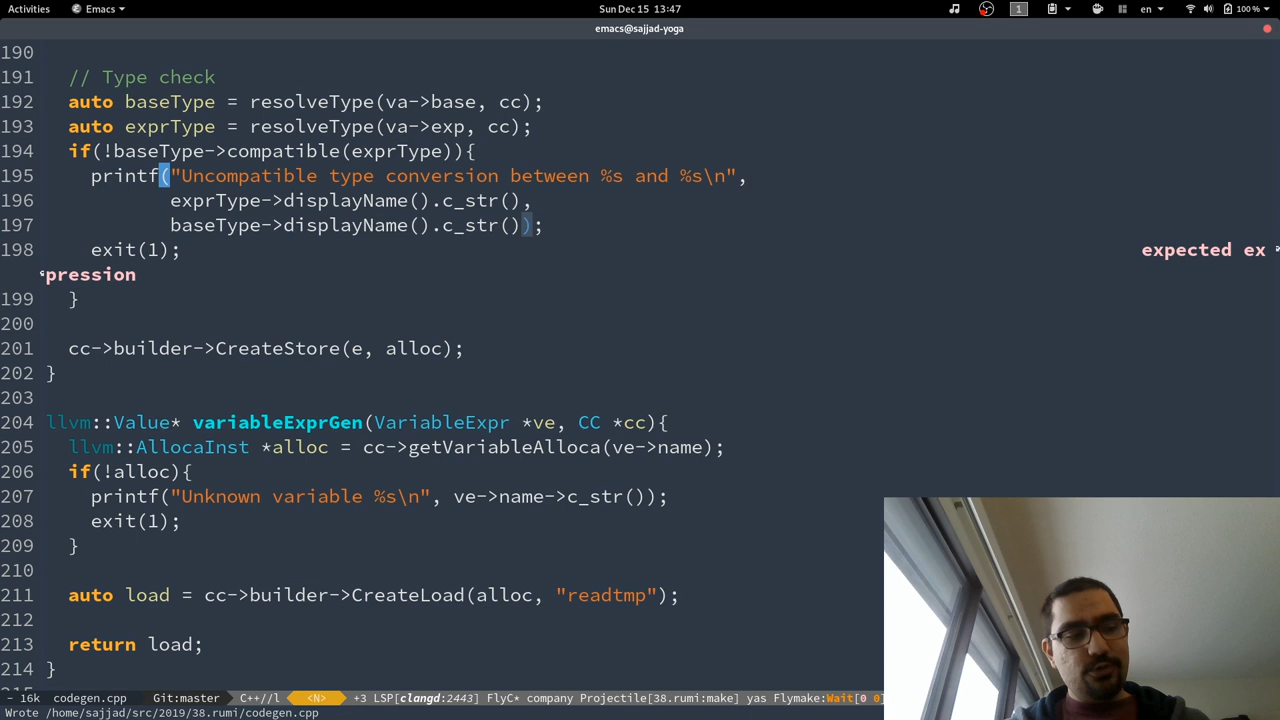 Activities Emacs Sun Dec 15 13:47 1 en 100 %
emacs@sajjad-yoga
190
191 // Type check
192 auto baseType = resolveType(va->base, cc);
193 auto exprType = resolveType(va->exp, cc);
194 if(!baseType->compatible(exprType)){
195 printf("Uncompatible type conversion between %s and %s\n",
196 exprType->displayName().c_str(),
197 baseType->displayName().c_str());
198 exit(1); expected ex
pression
199 }
200
201 cc->builder->CreateStore(e, alloc);
202 }
203
204 llvm::Value* variableExprGen(VariableExpr *ve, CC *cc){
205 llvm::AllocaInst *alloc = cc->getVariableAlloca(ve->name);
206 if(!alloc){
207 printf("Unknown variable %s\n", ve->name->c_str());
208 exit(1);
209 }
210
211 auto load = cc->builder->CreateLoad(alloc, "readtmp");
212
213 return load;
214 }
- 16k codegen.cpp Git:master C++//l <N> +3 LSP[clangd:2443] FlyC* company Projectile[38.rumi:make] yas Flymake:Wait[0 0]
Wrote /home/sajjad/src/2019/38.rumi/codegen.cpp